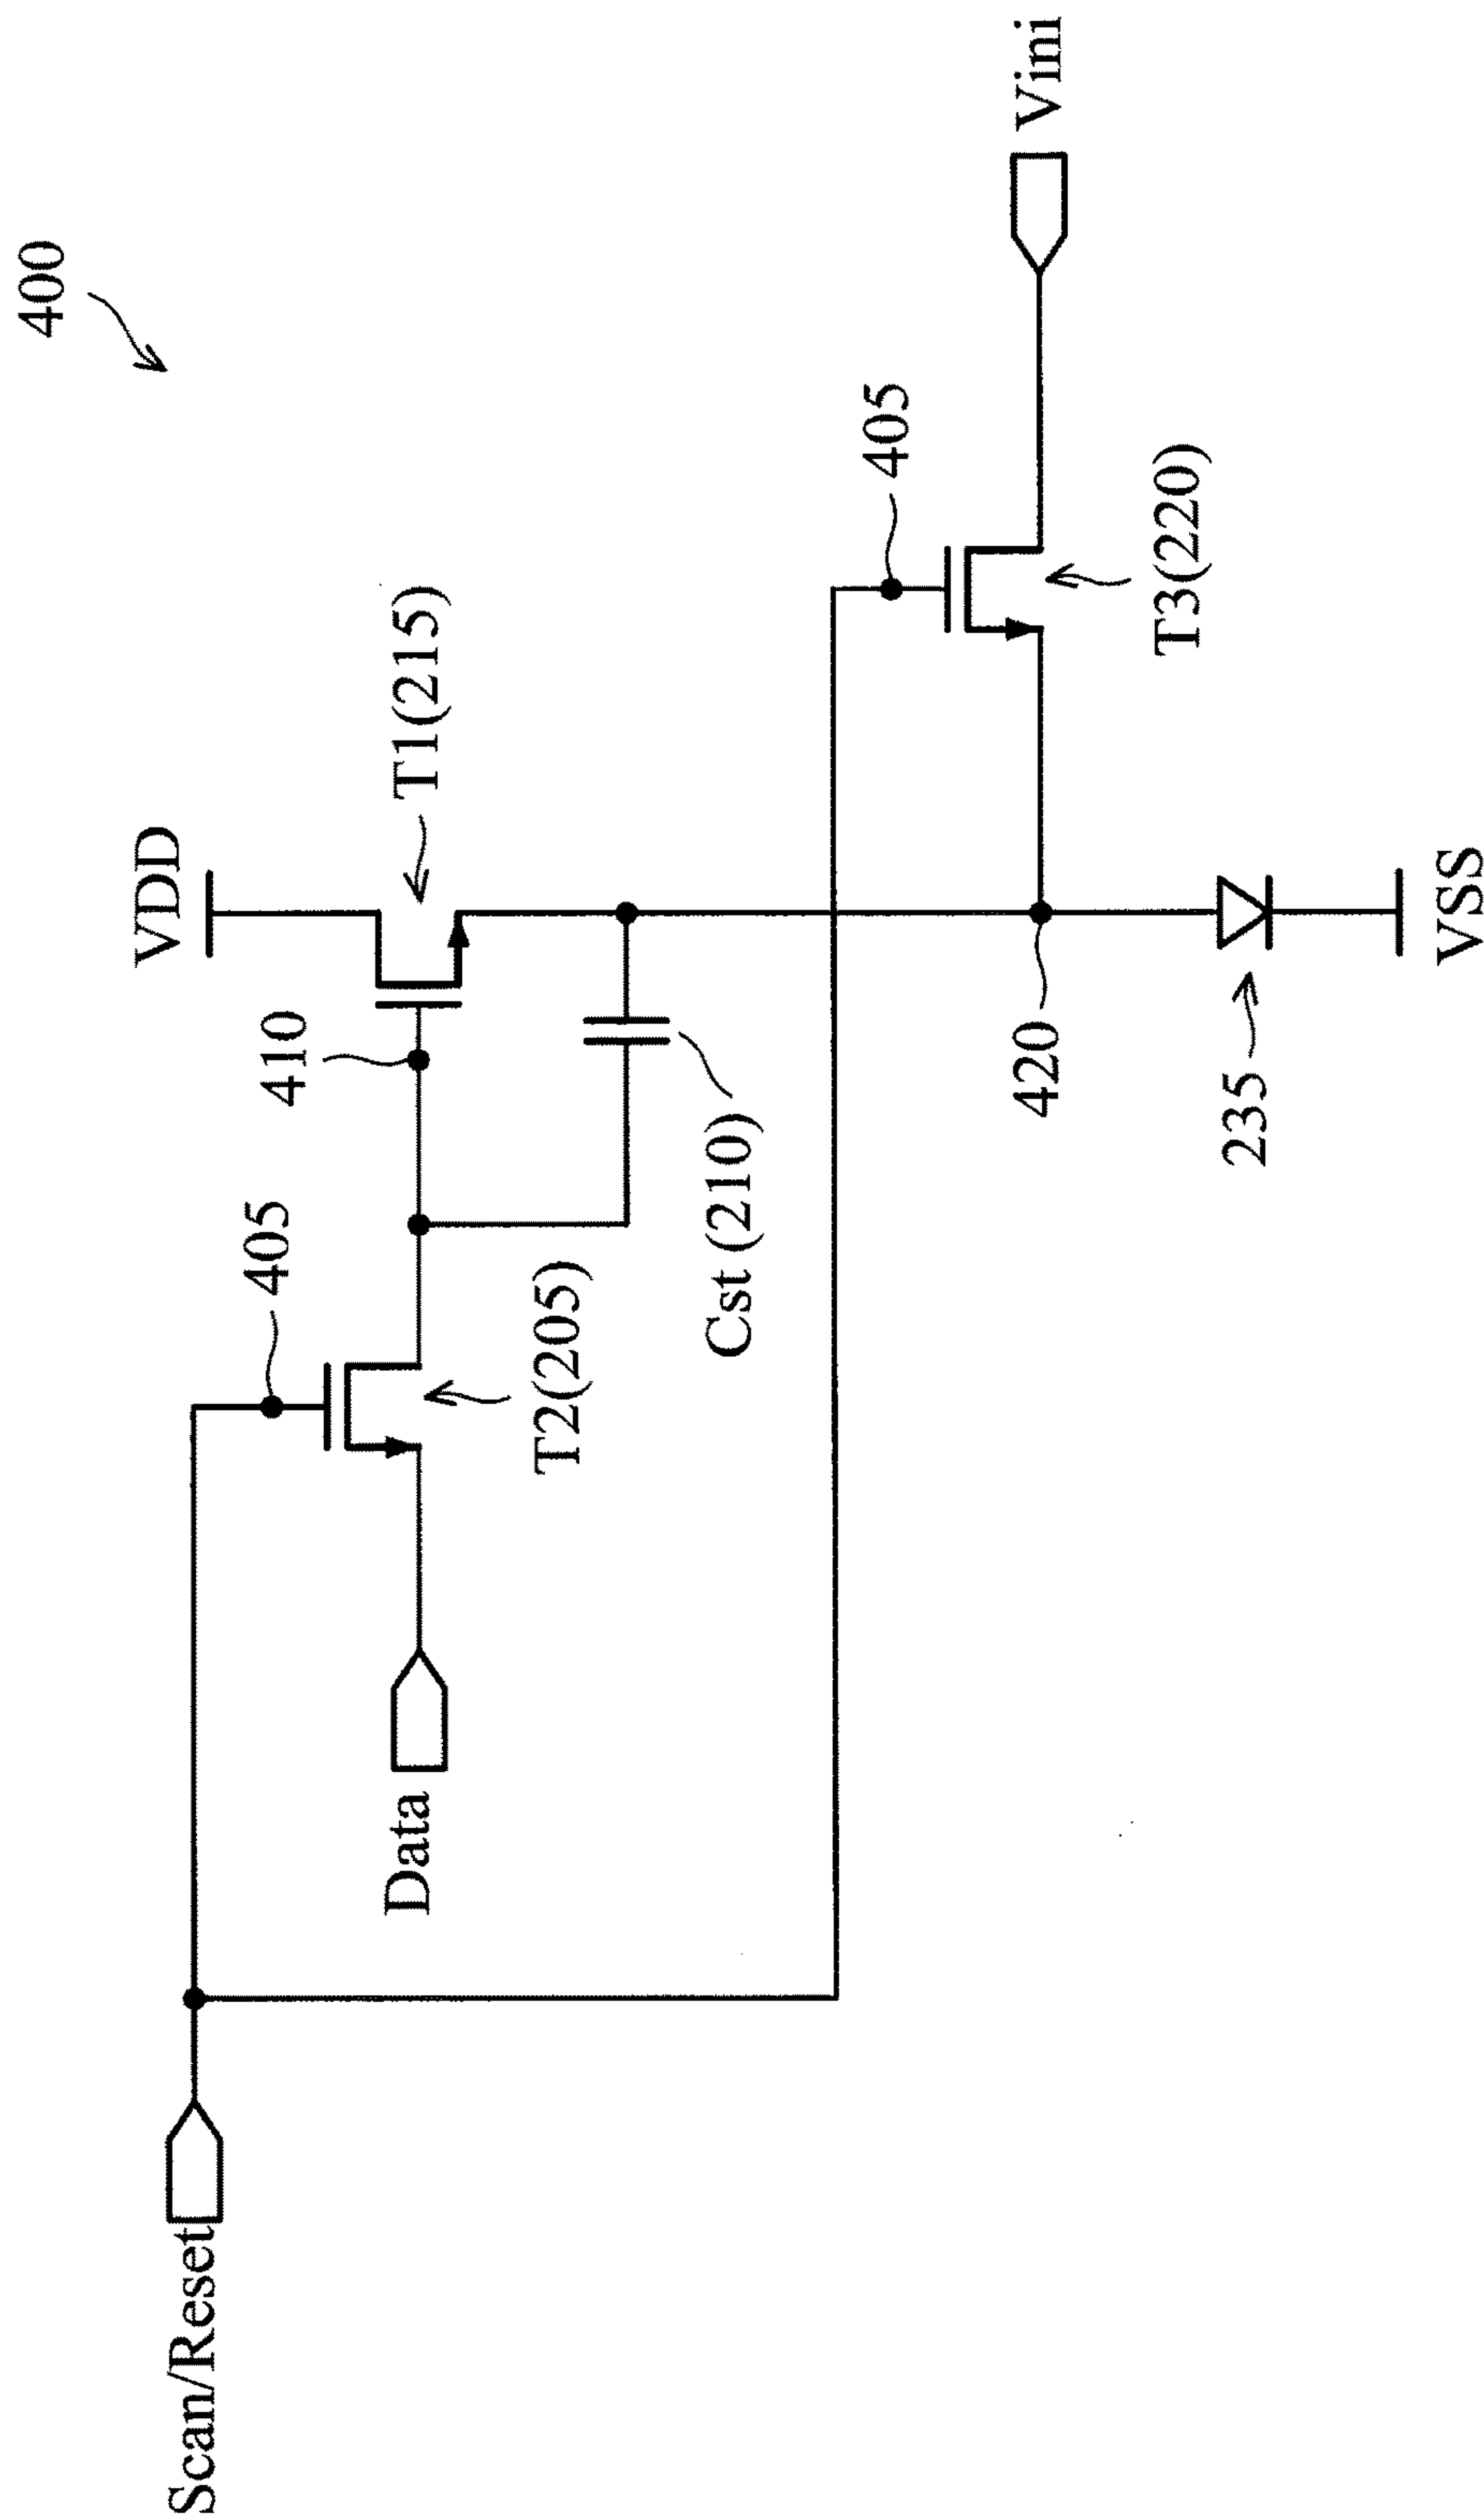 400
VDD
T1(215)
410
405
T2(205)
Cst (210)
Data
Scan/Reset
405
T3(220)
Vini
420
235
VSS